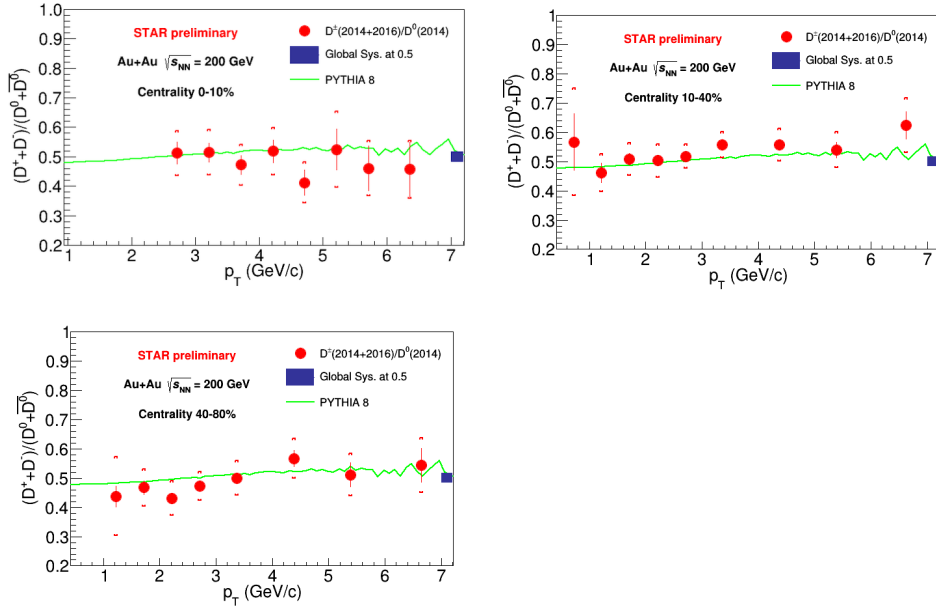 STAR preliminary
Au+Au √sNN = 200 GeV
Centrality 0-10%
D±(2014+2016)/D0(2014)
Global Sys. at 0.5
PYTHIA 8
(D+ +D-)/(D0+D̅0̅)
1.0
0.9
0.8
0.7
0.6
0.5
0.4
0.3
0.2
1 2 3 4 5 6 7
pT (GeV/c)
STAR preliminary
Au+Au √sNN = 200 GeV
Centrality 10-40%
D±(2014+2016)/D0(2014)
Global Sys. at 0.5
PYTHIA 8
(D+ +D-)/(D0+D̅0̅)
1
0.9
0.8
0.7
0.6
0.5
0.4
0.3
0.2
1 2 3 4 5 6 7
pT (GeV/c)
STAR preliminary
Au+Au √sNN = 200 GeV
Centrality 40-80%
D±(2014+2016)/D0(2014)
Global Sys. at 0.5
PYTHIA 8
(D+ +D-)/(D0+D̅0̅)
1
0.9
0.8
0.7
0.6
0.5
0.4
0.3
0.2
1 2 3 4 5 6 7
pT (GeV/c)